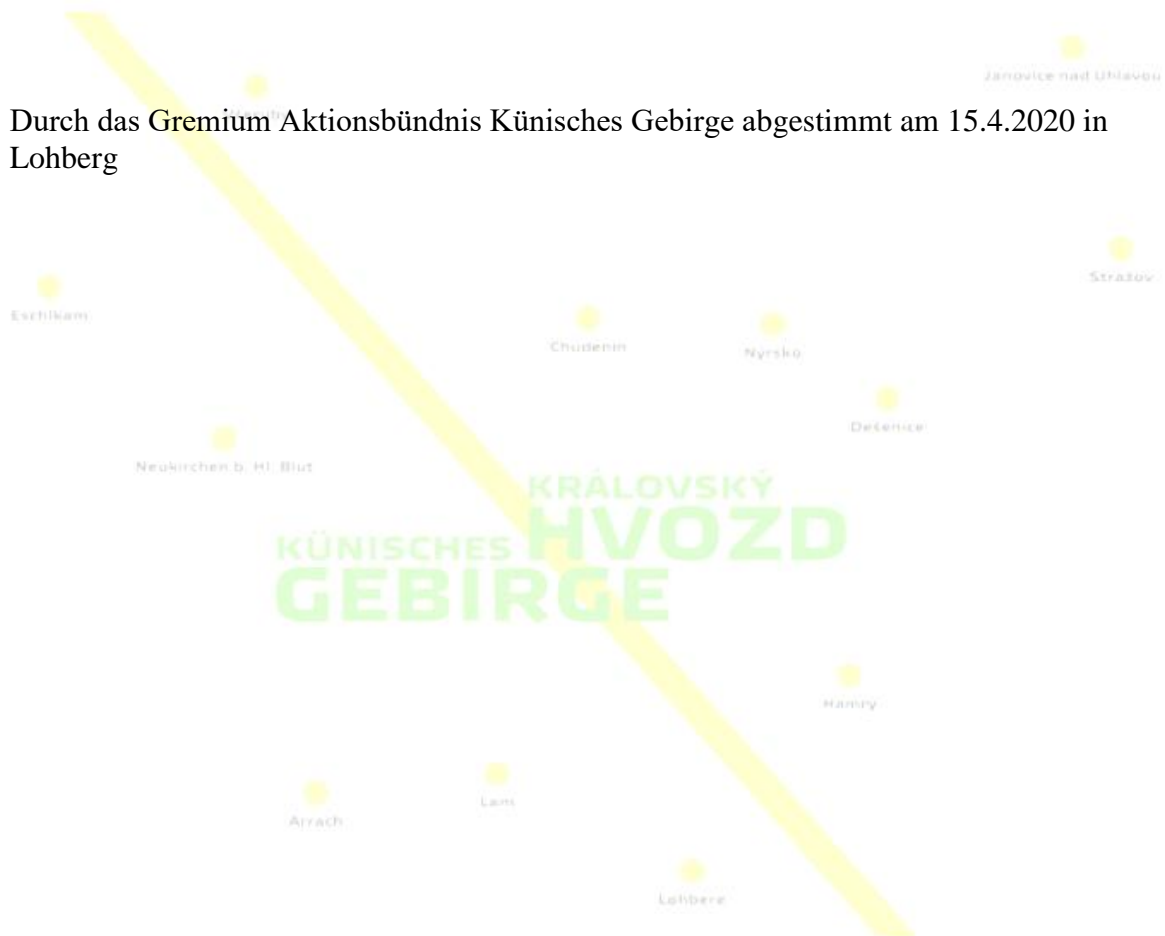 Janovice nad Úhlavou
Durch das Gremium Aktionsbündnis Künisches Gebirge abgestimmt am 15.4.2020 in
Lohberg
Strážov
Eschlkam
Chudenín
Nýrsko
Dešenice
Neukirchen b. Hl. Blut
KRÁLOVSKÝ
HVOZD
KÜNISCHES
GEBIRGE
Hamry
Lam
Arrach
Lohberg